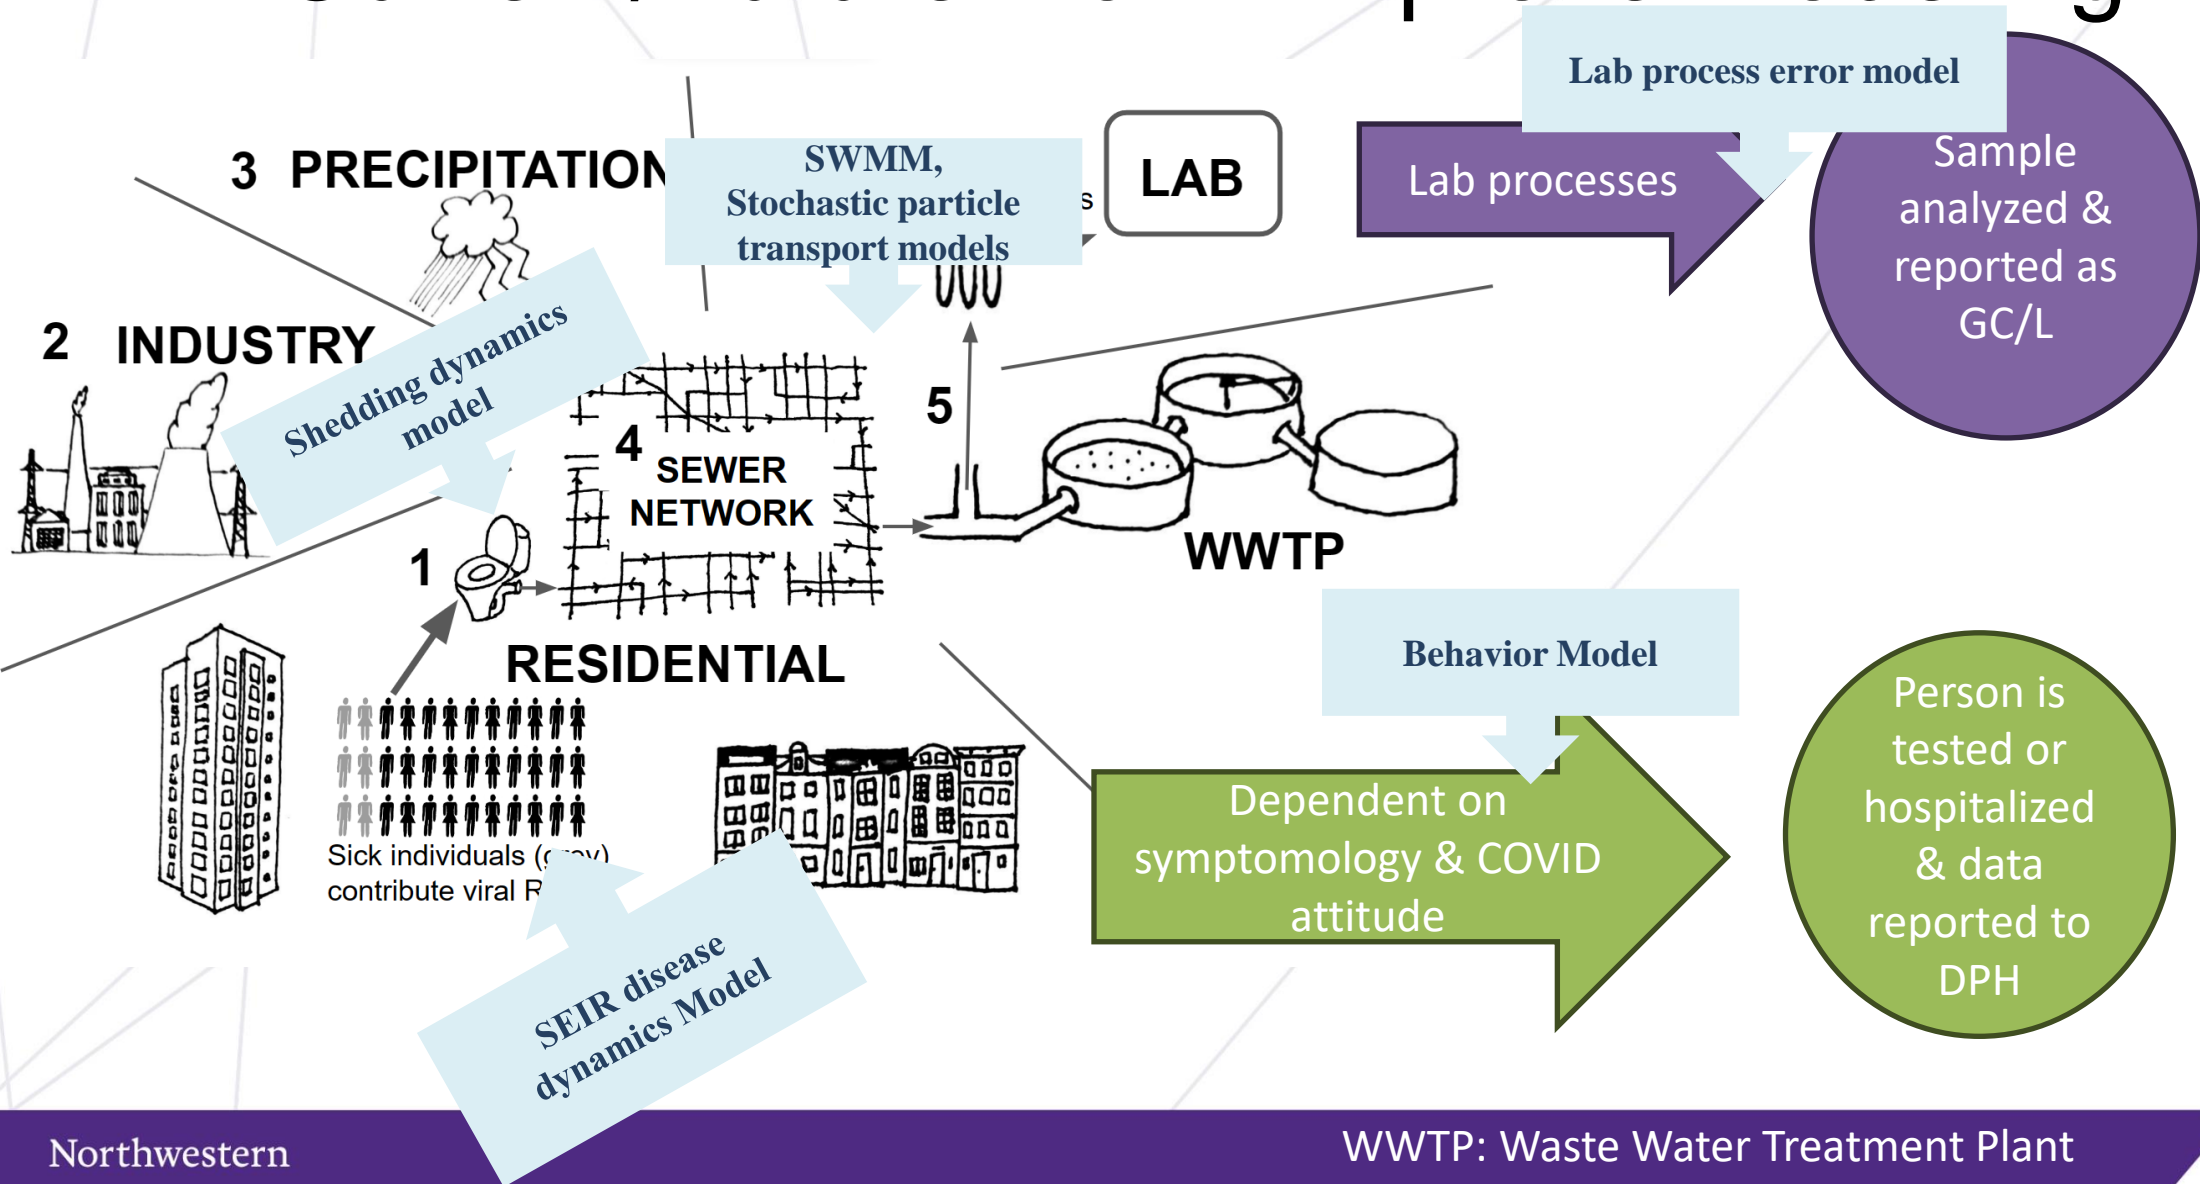 Lab process error model
3 PRECIPITATION
SWMM,
Stochastic particle
transport models
s
LAB
Lab processes
Sample
analyzed &
reported as
GC/L
2 INDUSTRY
Shedding dynamics
model
4
SEWER
NETWORK
5
WWTP
1
RESIDENTIAL
Behavior Model
Sick individuals (grey)
contribute viral R
SEIR disease
dynamics Model
Dependent on
symptomology & COVID
attitude
Person is
tested or
hospitalized
& data
reported to
DPH
Northwestern
WWTP: Waste Water Treatment Plant